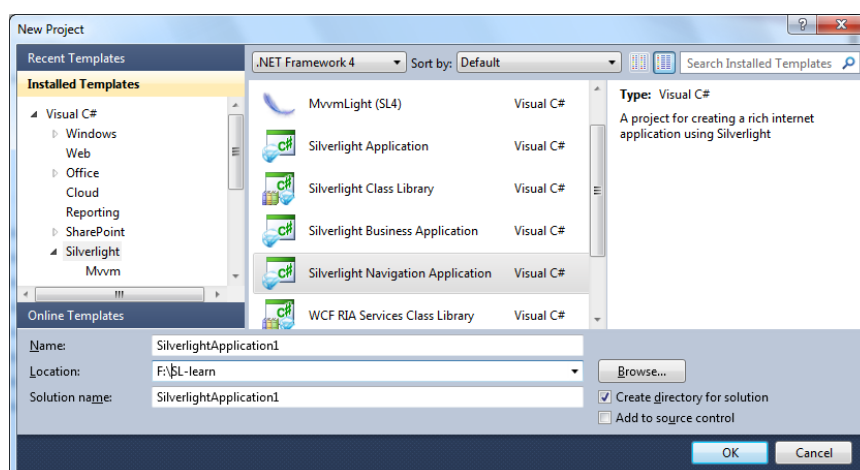 New Project
Recent Templates
Installed Templates
Visual C#
Windows
Web
Office
Cloud
Reporting
SharePoint
Silverlight
Mvvm
Online Templates
.NET Framework 4 Sort by: Default Search Installed Templates
MvvmLight (SL4) Visual C#
Silverlight Application Visual C#
Silverlight Class Library Visual C#
Silverlight Business Application Visual C#
Silverlight Navigation Application Visual C#
WCF RIA Services Class Library Visual C#
Type: Visual C#
A project for creating a rich internet
application using Silverlight
Name: SilverlightApplication1
Location: F:\SL-learn Browse...
Solution name: SilverlightApplication1
Create directory for solution
Add to source control
OK Cancel